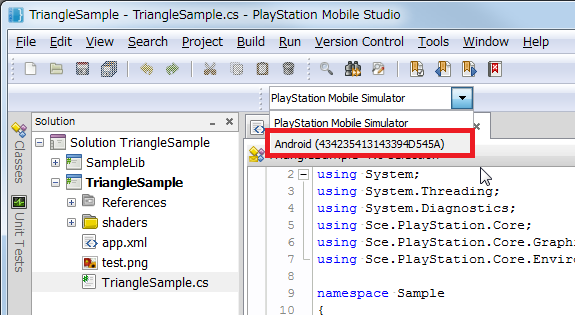 TriangleSample - TriangleSample.cs - PlayStation Mobile Studio
File Edit View Search Project Build Run Version Control Tools Window Help
PlayStation Mobile Simulator
PlayStation Mobile Simulator
Android (434235413143394D545A)
Solution
Classes
Unit Tests
Solution TriangleSample
SampleLib
TriangleSample
References
shaders
app.xml
test.png
TriangleSample.cs
2 using System;
3 using System.Threading;
4 using System.Diagnostics;
5 using Sce.PlayStation.Core;
6 using Sce.PlayStation.Core.Graphi
7 using Sce.PlayStation.Core.Enviro
8
9 namespace Sample
10 {